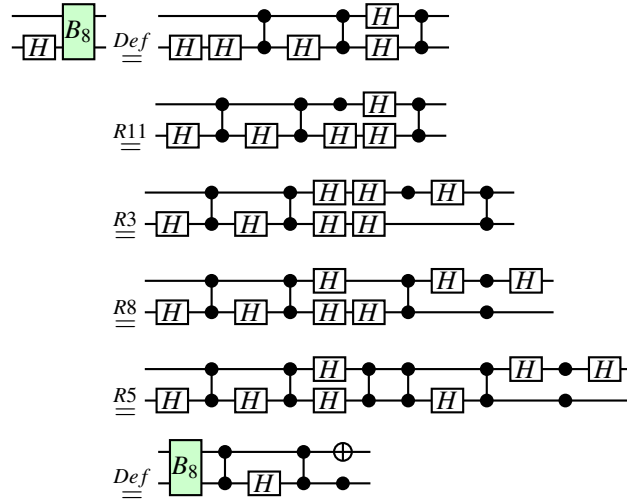 H
H B₈ Def = H H H
H
R11 = H H H H
H H H
R3 = H H H H
H H H
R8 = H H H H
H H H
R5 = H H H H
Def = B₈ H